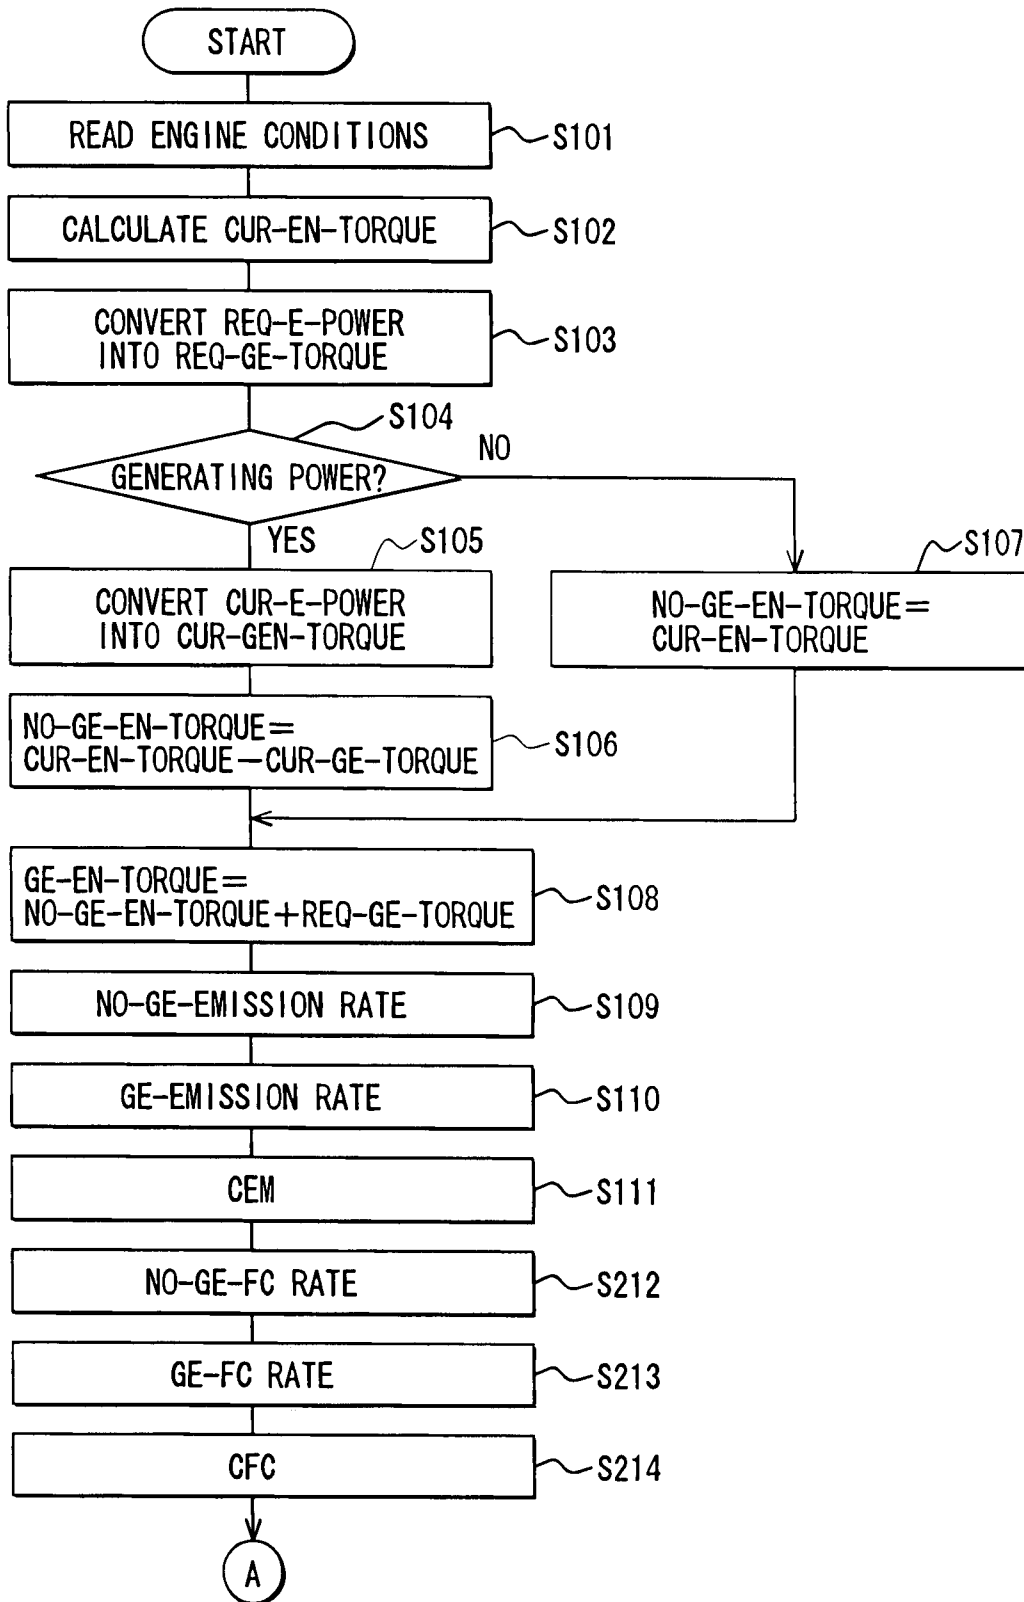 START
READ ENGINE CONDITIONS
S101
CALCULATE CUR-EN-TORQUE
S102
CONVERT REQ-E-POWER
INTO REQ-GE-TORQUE
S103
S104
GENERATING POWER?
NO
YES
S105
CONVERT CUR-E-POWER
INTO CUR-GEN-TORQUE
S107
NO-GE-EN-TORQUE=
CUR-EN-TORQUE
NO-GE-EN-TORQUE=
CUR-EN-TORQUE-CUR-GE-TORQUE
S106
GE-EN-TORQUE=
NO-GE-EN-TORQUE+REQ-GE-TORQUE
S108
NO-GE-EMISSION RATE
S109
GE-EMISSION RATE
S110
CEM
S111
NO-GE-FC RATE
S212
GE-FC RATE
S213
CFC
S214
A